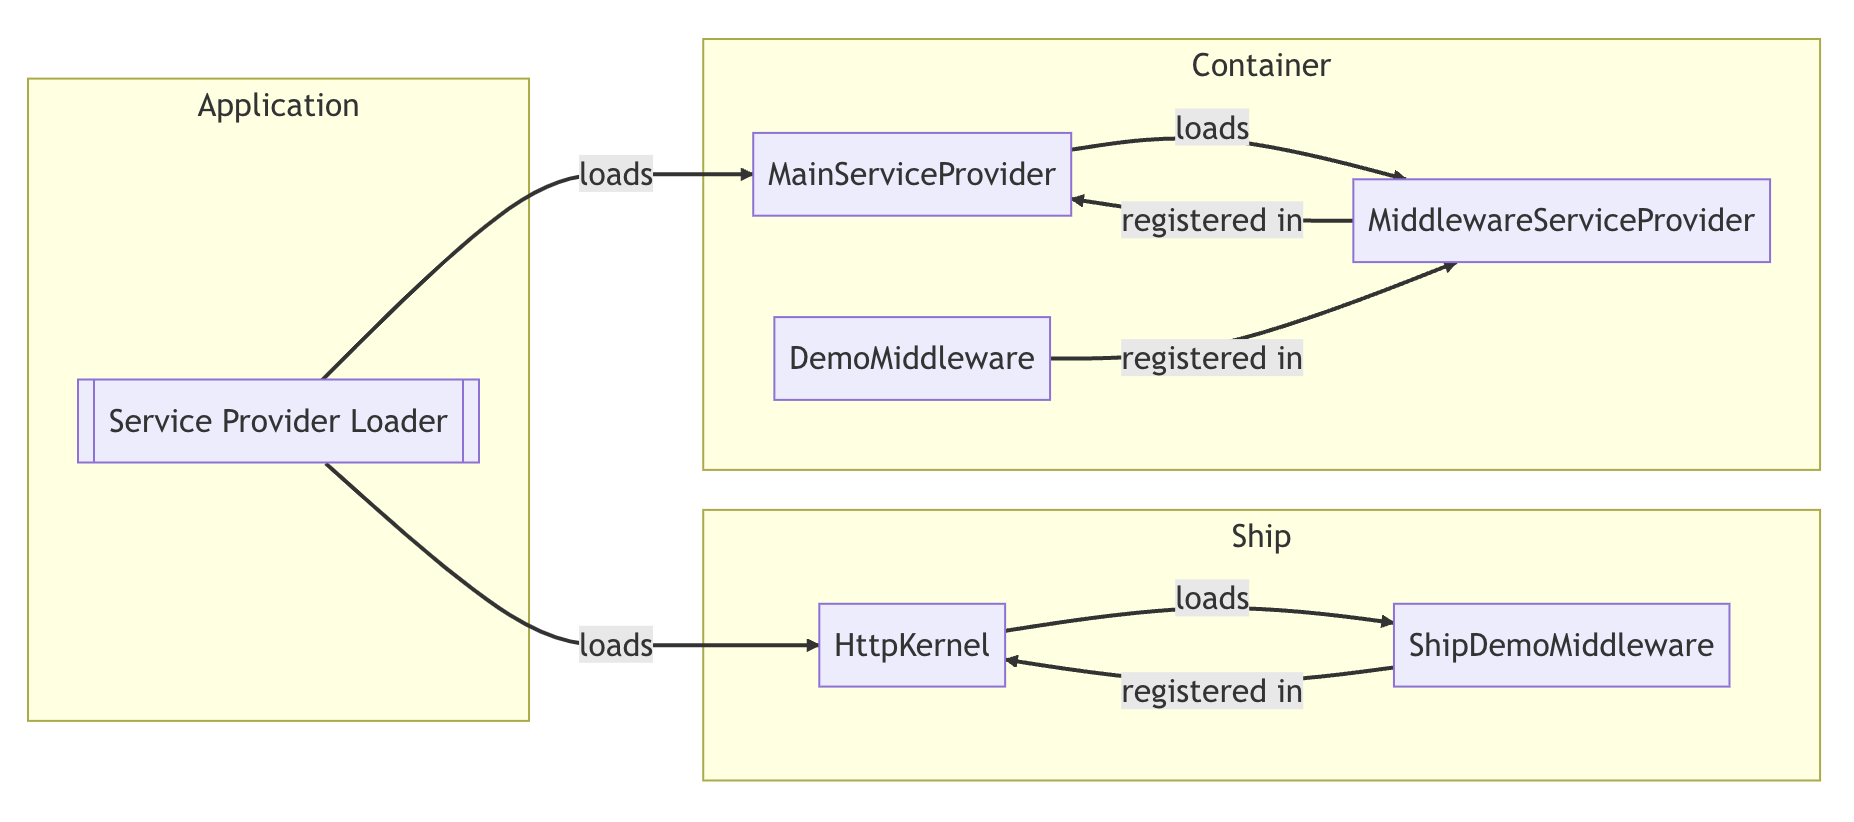 Application
Service Provider Loader
loads
loads
Container
MainServiceProvider
loads
registered in
MiddlewareServiceProvider
DemoMiddleware
registered in
Ship
HttpKernel
loads
registered in
ShipDemoMiddleware